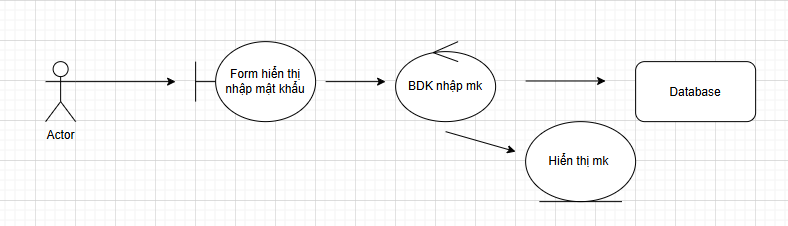 Form hiển thị
nhập mật khẩu
BDK nhập mk
Database
Actor
Hiển thị mk